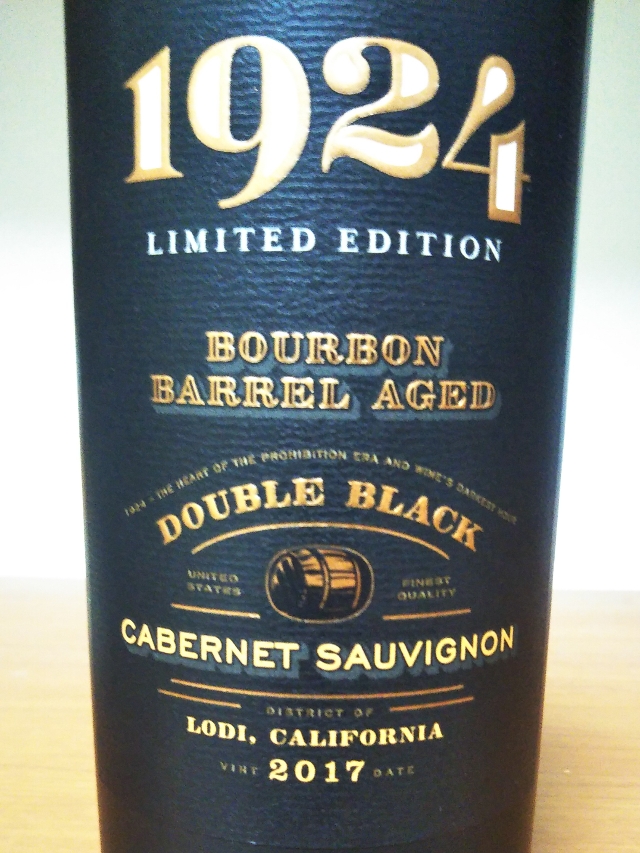 1924
LIMITED EDITION
BOURBON
BARREL AGED
1924 - THE HEART OF THE PROHIBITION ERA AND WINE'S DARKEST HOUR
DOUBLE BLACK
UNITED STATES
FINEST QUALITY
CABERNET SAUVIGNON
DISTRICT OF
LODI, CALIFORNIA
VINT 2017 DATE